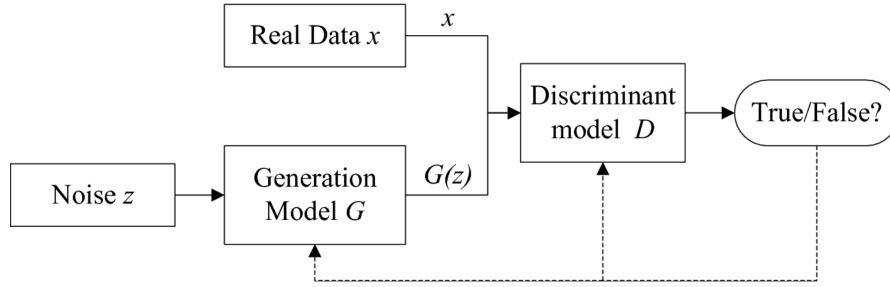 Real Data x
x
Discriminant
model D
True/False?
Noise z
Generation
Model G
G(z)